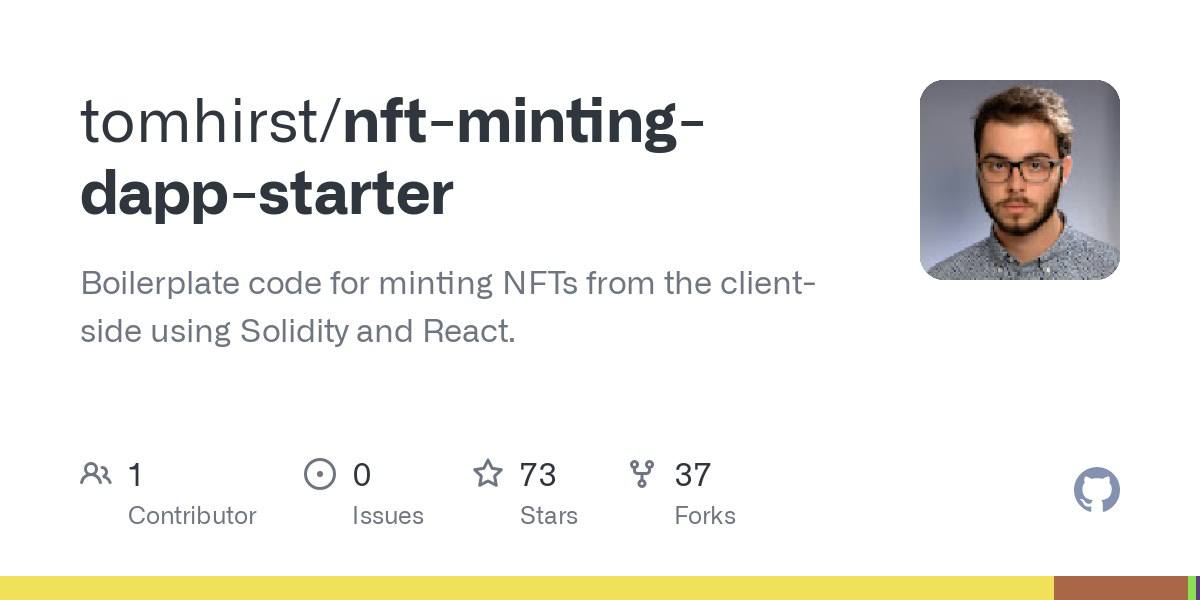 tomhirst/nft-minting-
dapp-starter
Boilerplate code for minting NFTs from the client-
side using Solidity and React.
1 0 73 37
Contributor Issues Stars Forks